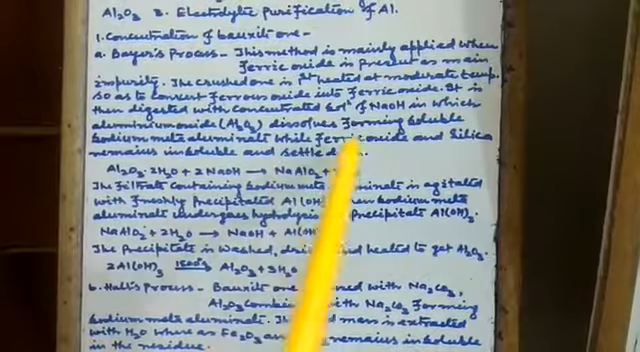 Al₂O₃ 3. Electrolytic purification of Al.
1. Concentration of bauxite ore -
a. Bayer's Process - This method is mainly applied when
ferric oxide is present as main
impurity. The crushed ore is 1st heated at moderate temp.
so as to convert ferrous oxide into ferric oxide. It is
then digested with concentrated solⁿ of NaOH in which
aluminium oxide (Al₂O₃) dissolves forming soluble
sodium meta aluminate while ferric oxide and silica
remains insoluble and settle
Al₂O₃·2H₂O + 2NaOH → NaAlO₂ +
The filtrate containing sodium meta aluminate is agitated
with freshly precipitated Al(OH) when sodium meta
aluminate undergoes hydrolysis precipitate Al(OH)₃.
NaAlO₂ + 2H₂O → NaOH + Al(OH)
The precipitate is washed, dried and heated to get Al₂O₃.
2Al(OH)₃ 1500°C Al₂O₃ + 3H₂O
b. Hall's Process - Bauxite ore is fused with Na₂CO₃,
Al₂O₃ combines with Na₂CO₃ forming
sodium meta aluminate. The mass is extracted
with H₂O where as Fe₂O₃ and remains insoluble
in the residue.